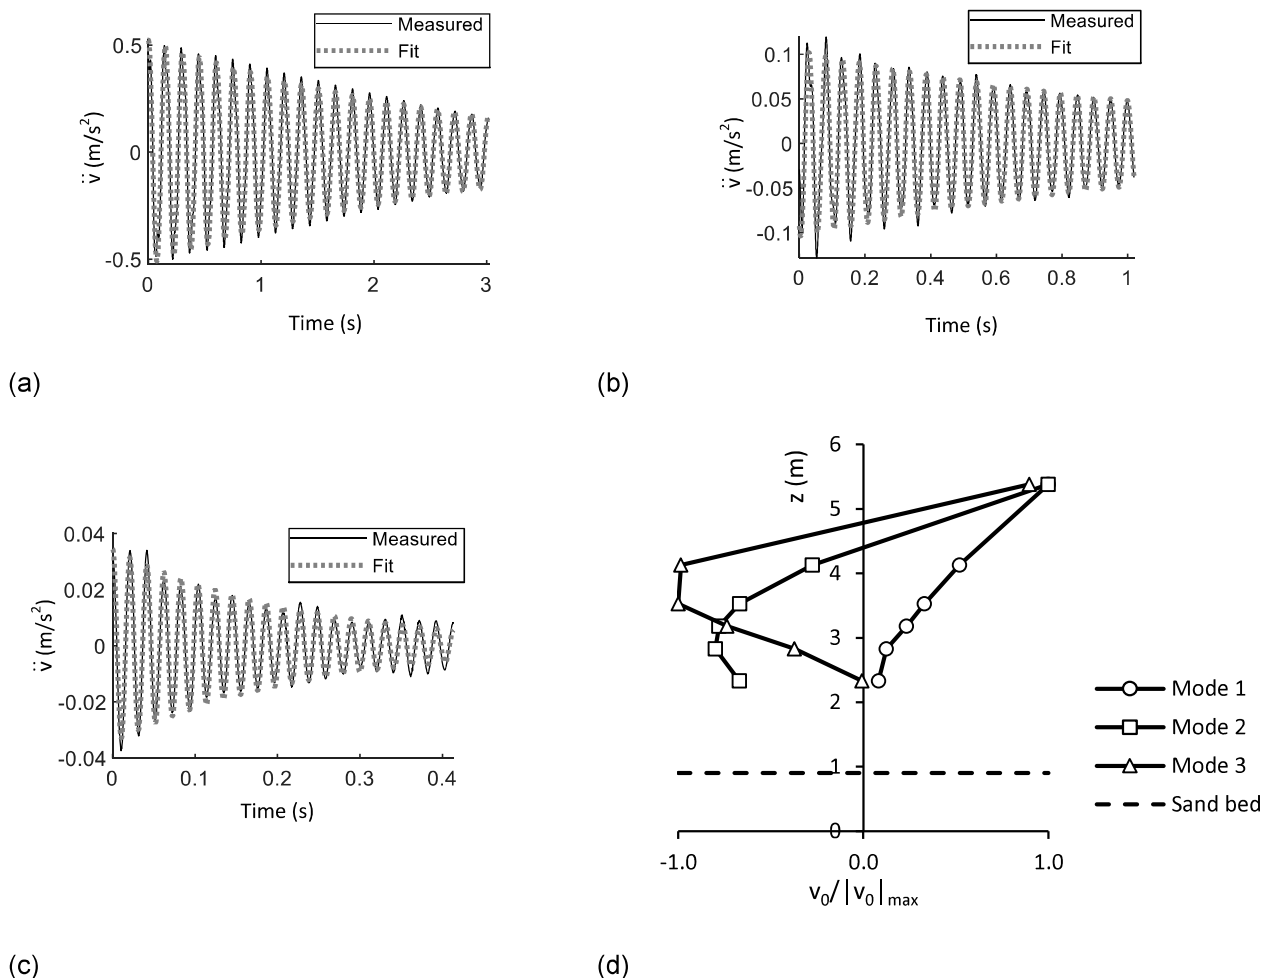 Measured
Fit
0.5
0
-0.5
v̈ (m/s²)
0 1 2 3
Time (s)
(a)
Measured
Fit
0.1
0.05
0
-0.05
-0.1
v̈ (m/s²)
0 0.2 0.4 0.6 0.8 1
Time (s)
(b)
Measured
Fit
0.04
0.02
0
-0.02
-0.04
v̈ (m/s²)
0 0.1 0.2 0.3 0.4
Time (s)
(c)
z (m)
6
5
4
3
2
1
0
-1.0 0.0 1.0
v₀/|v₀|max
Mode 1
Mode 2
Mode 3
Sand bed
(d)